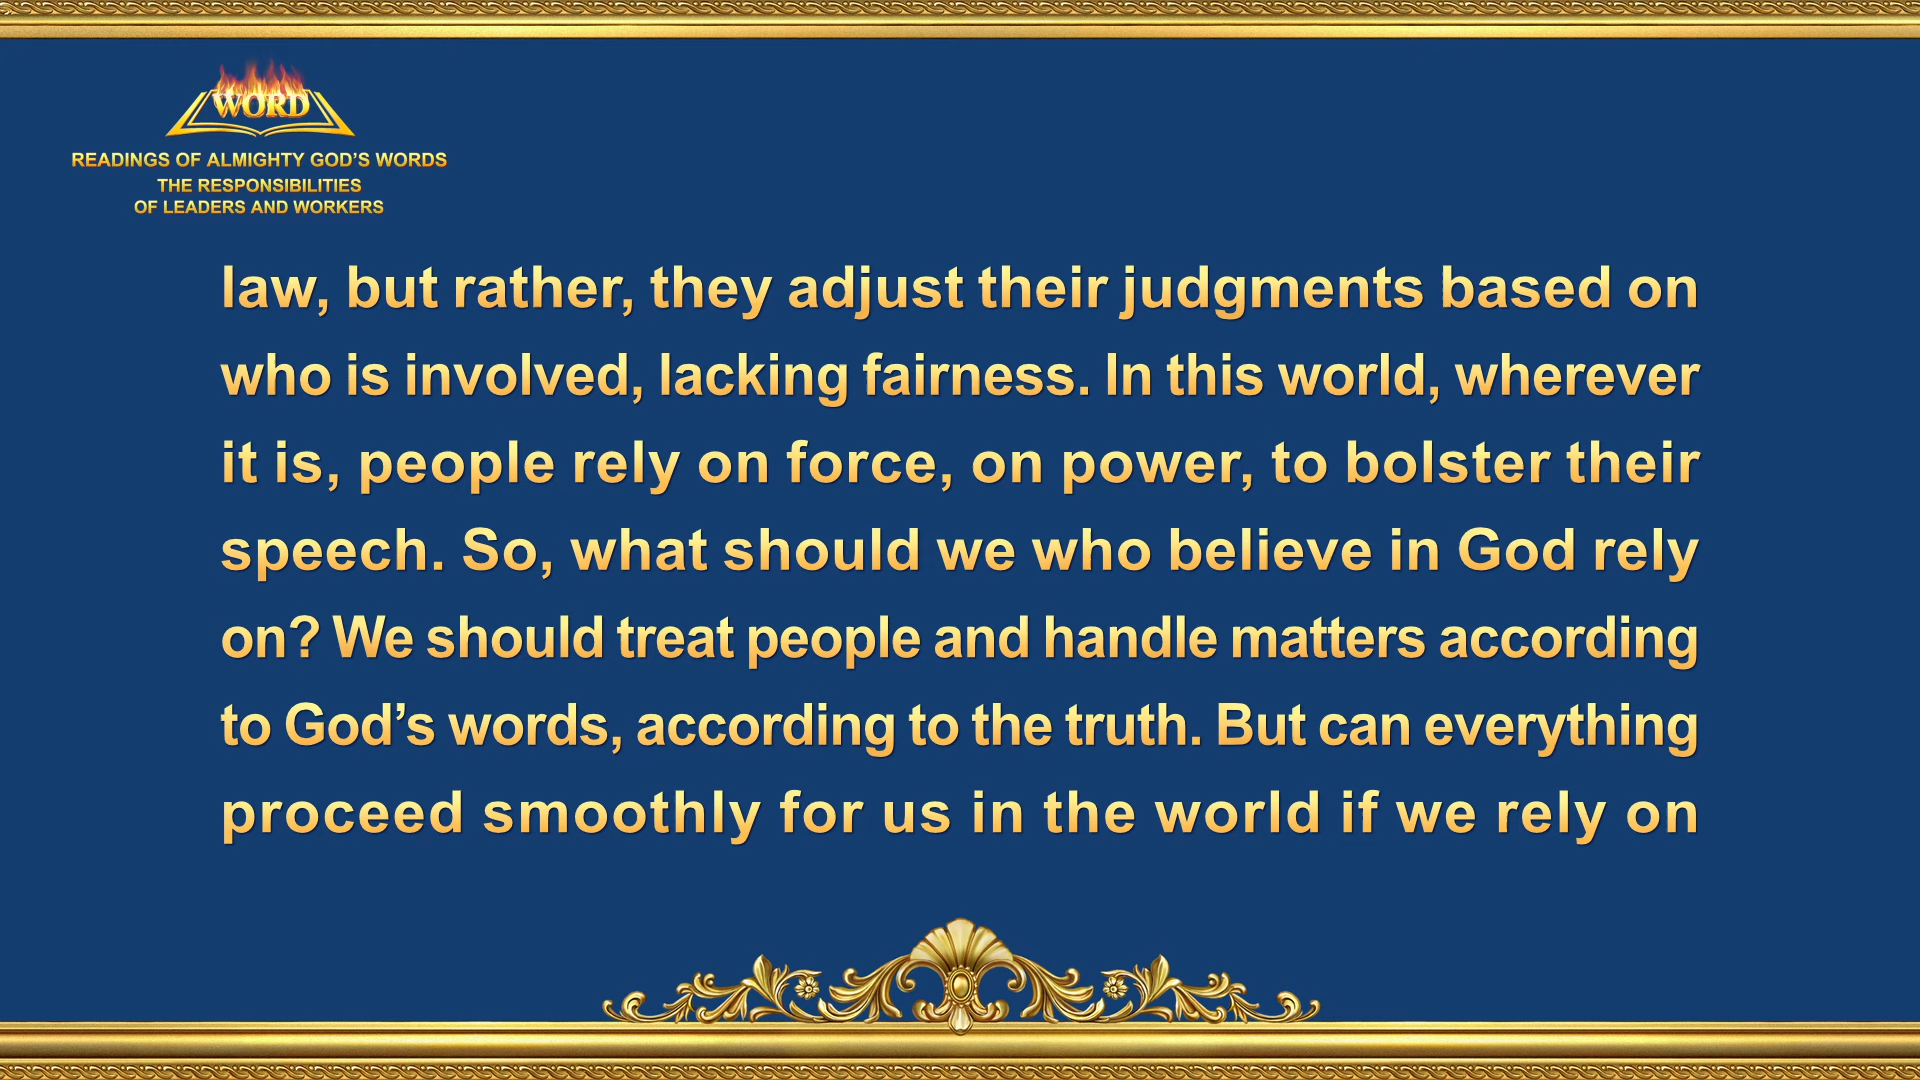 WORD
READINGS OF ALMIGHTY GOD’S WORDS
THE RESPONSIBILITIES
OF LEADERS AND WORKERS
law, but rather, they adjust their judgments based on
who is involved, lacking fairness. In this world, wherever
it is, people rely on force, on power, to bolster their
speech. So, what should we who believe in God rely
on? We should treat people and handle matters according
to God’s words, according to the truth. But can everything
proceed smoothly for us in the world if we rely on